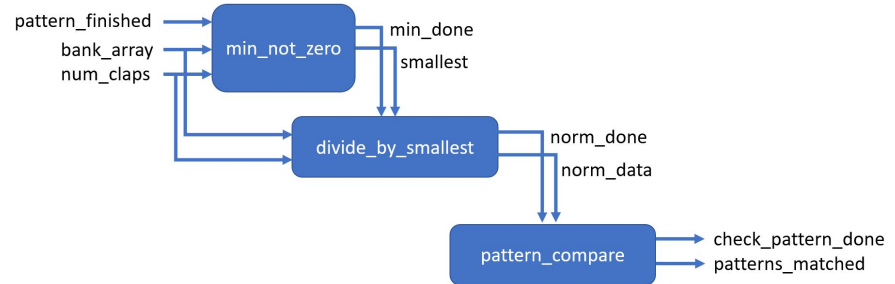 pattern_finished
bank_array
num_claps
min_not_zero
min_done
smallest
divide_by_smallest
norm_done
norm_data
pattern_compare
check_pattern_done
patterns_matched